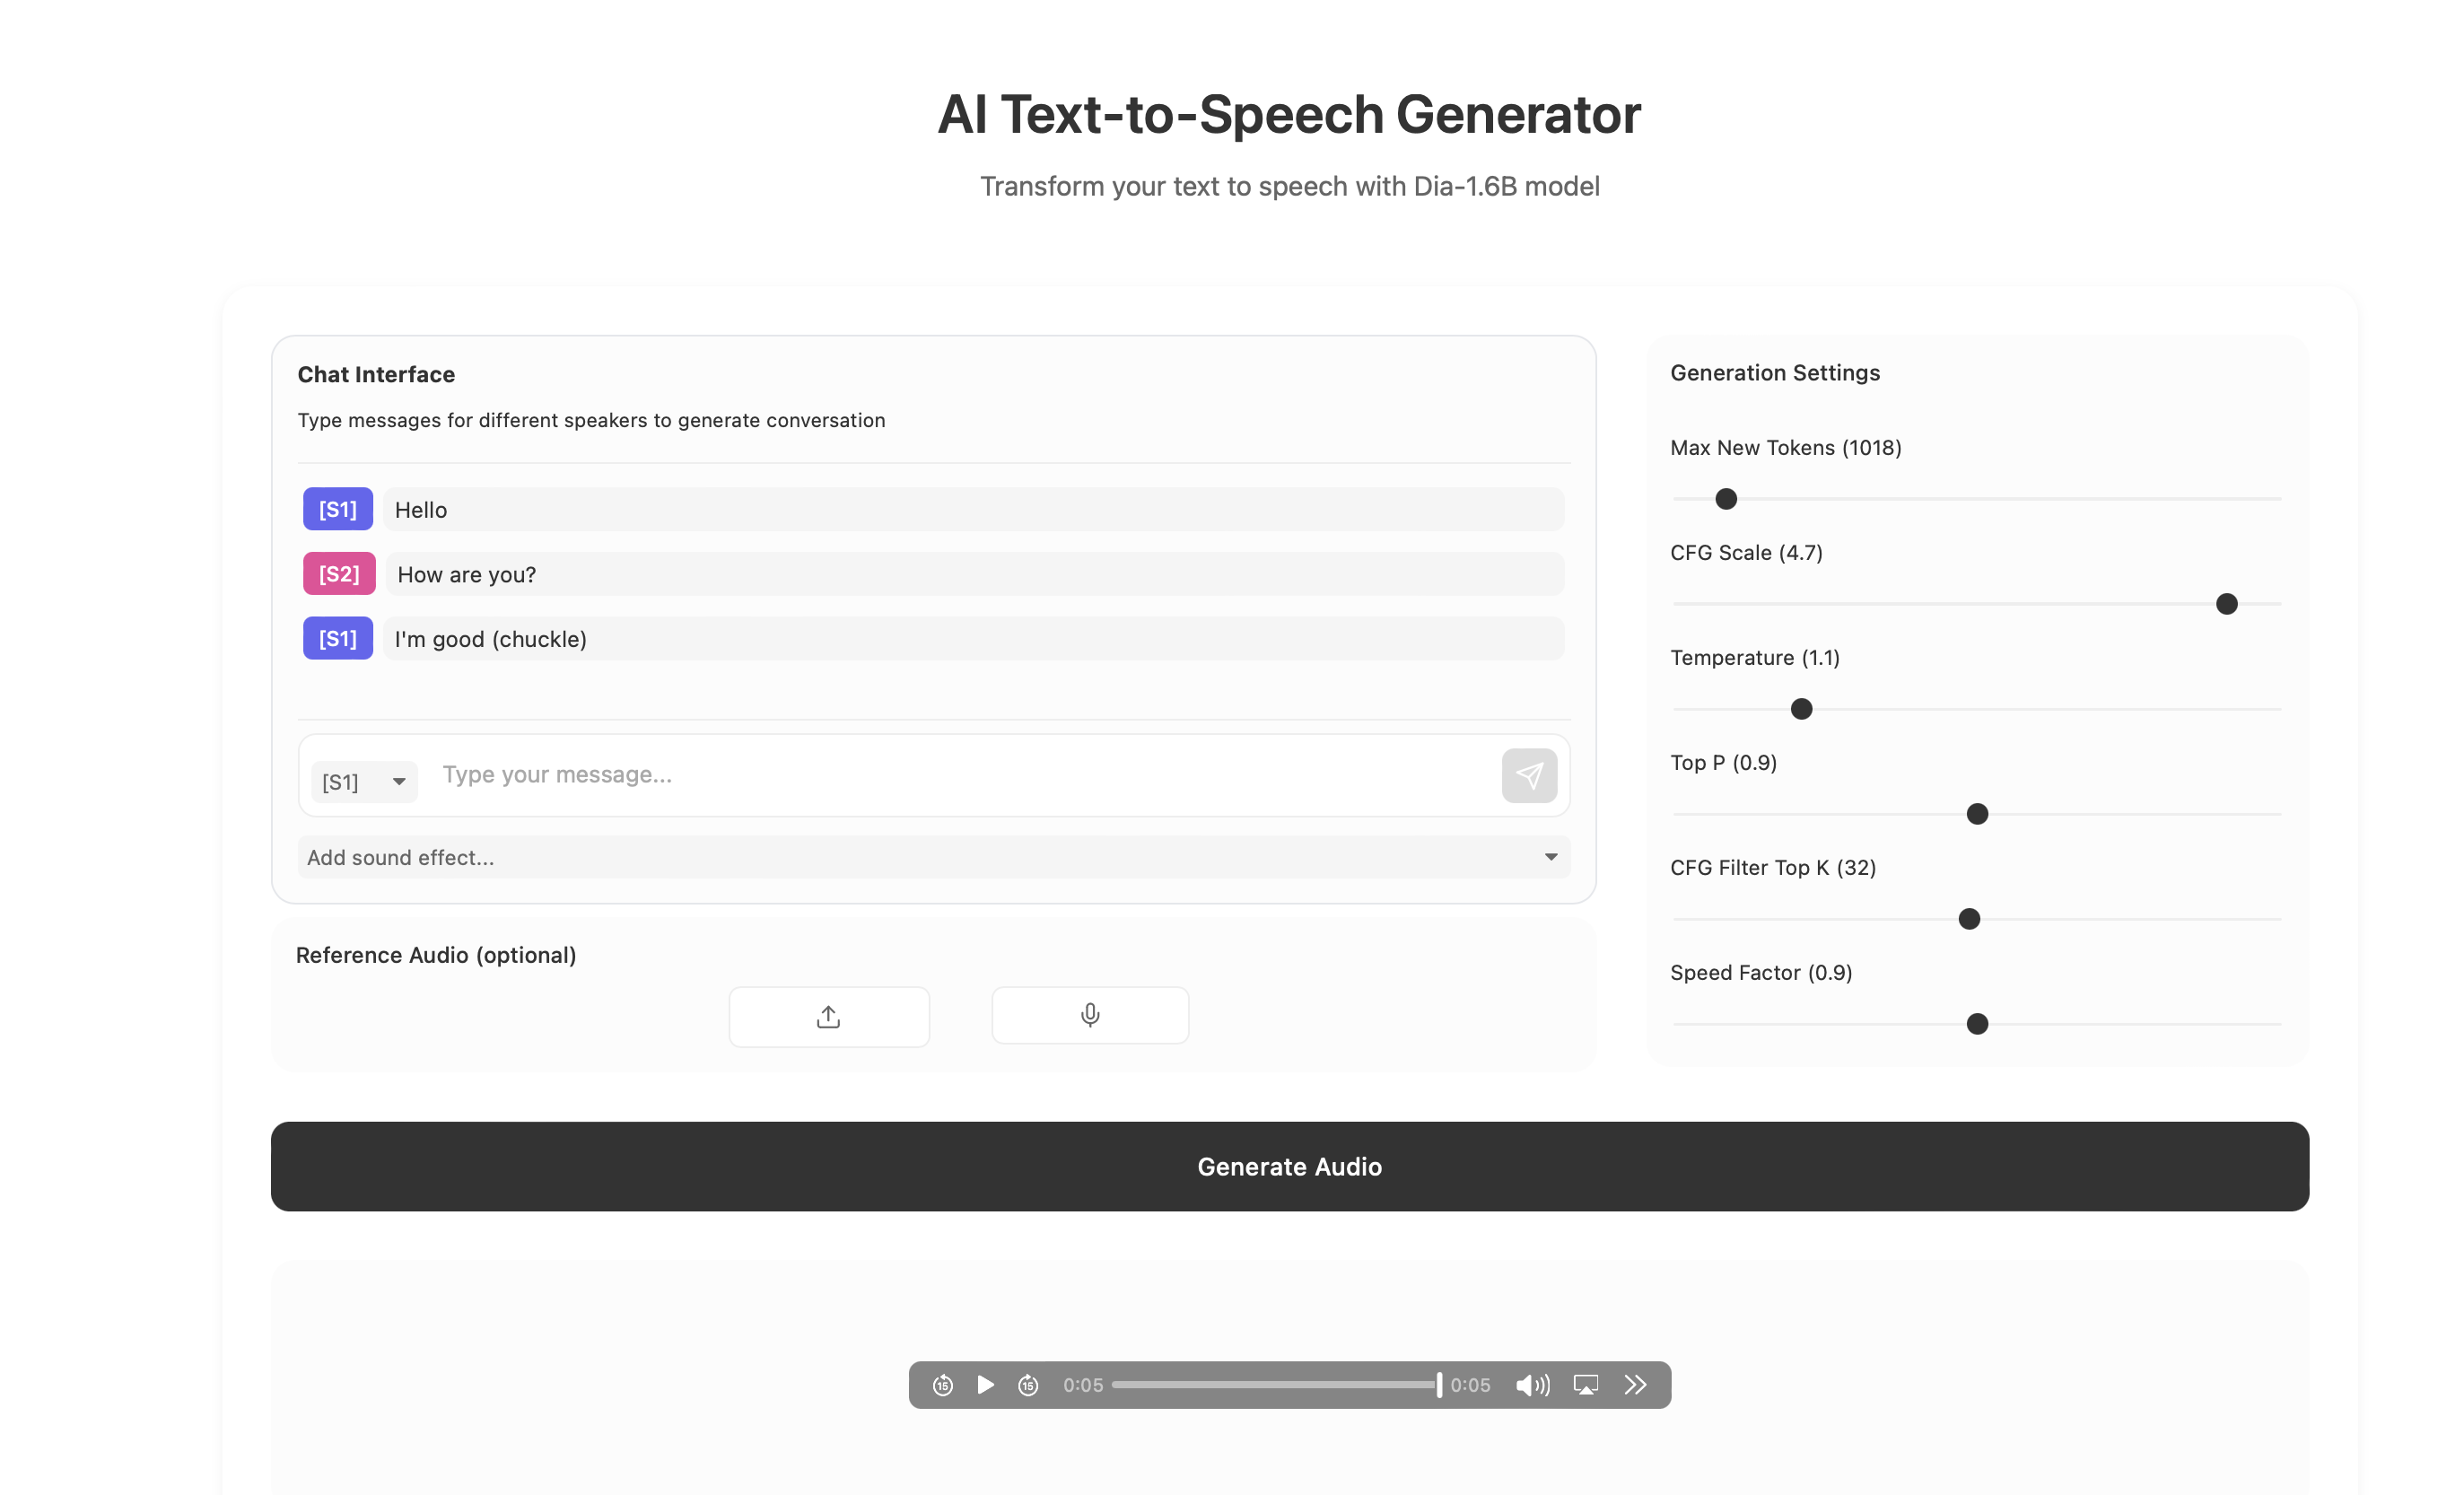 AI Text-to-Speech Generator
Transform your text to speech with Dia-1.6B model
Chat Interface
Type messages for different speakers to generate conversation
[S1] Hello
[S2] How are you?
[S1] I'm good (chuckle)
[S1] Type your message...
Add sound effect...
Reference Audio (optional)
Generation Settings
Max New Tokens (1018)
CFG Scale (4.7)
Temperature (1.1)
Top P (0.9)
CFG Filter Top K (32)
Speed Factor (0.9)
Generate Audio
15 15 0:05 0:05